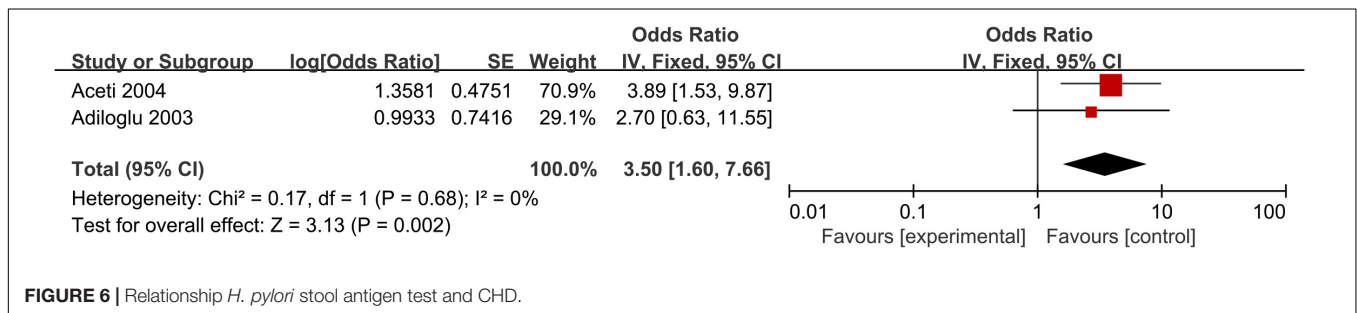 Odds Ratio Odds Ratio
Study or Subgroup log[Odds Ratio] SE Weight IV, Fixed, 95% CI IV, Fixed, 95% CI
Aceti 2004 1.3581 0.4751 70.9% 3.89 [1.53, 9.87]
Adiloglu 2003 0.9933 0.7416 29.1% 2.70 [0.63, 11.55]
Total (95% CI) 100.0% 3.50 [1.60, 7.66]
Heterogeneity: Chi² = 0.17, df = 1 (P = 0.68); I² = 0%
Test for overall effect: Z = 3.13 (P = 0.002)
0.01 0.1 1 10 100
Favours [experimental] Favours [control]
FIGURE 6 | Relationship H. pylori stool antigen test and CHD.